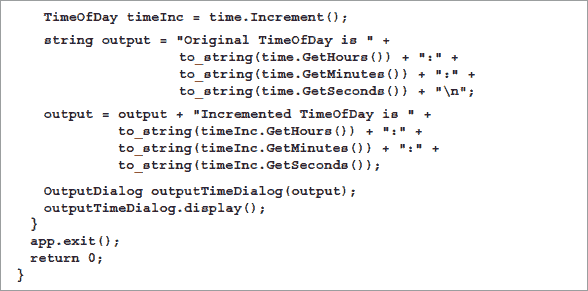 TimeOfDay timeInc = time.Increment();
string output = "Original TimeOfDay is " +
to_string(time.GetHours()) + ":" +
to_string(time.GetMinutes()) + ":" +
to_string(time.GetSeconds()) + "\n";
output = output + "Incremented TimeOfDay is " +
to_string(timeInc.GetHours()) + ":" +
to_string(timeInc.GetMinutes()) + ":" +
to_string(timeInc.GetSeconds());
OutputDialog outputTimeDialog(output);
outputTimeDialog.display();
}
app.exit();
return 0;
}